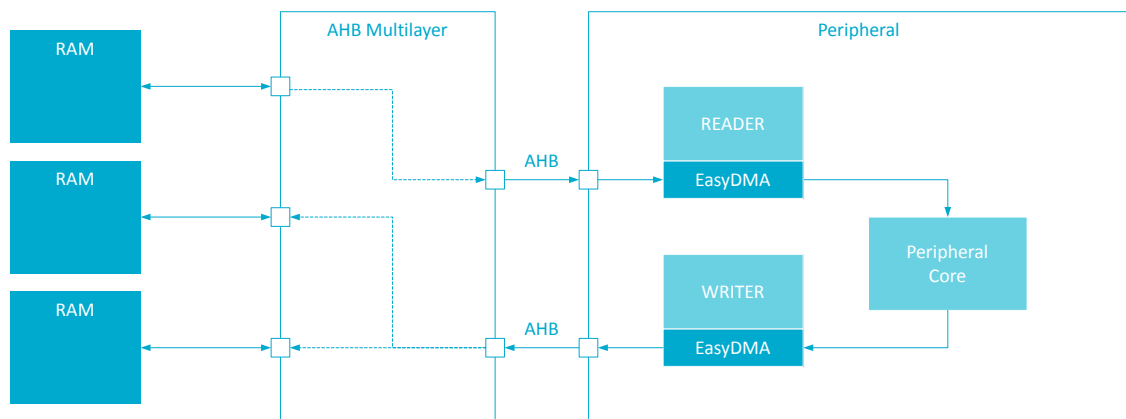 AHB Multilayer
Peripheral
RAM
READER
AHB
EasyDMA
RAM
Peripheral
Core
WRITER
RAM
AHB
EasyDMA